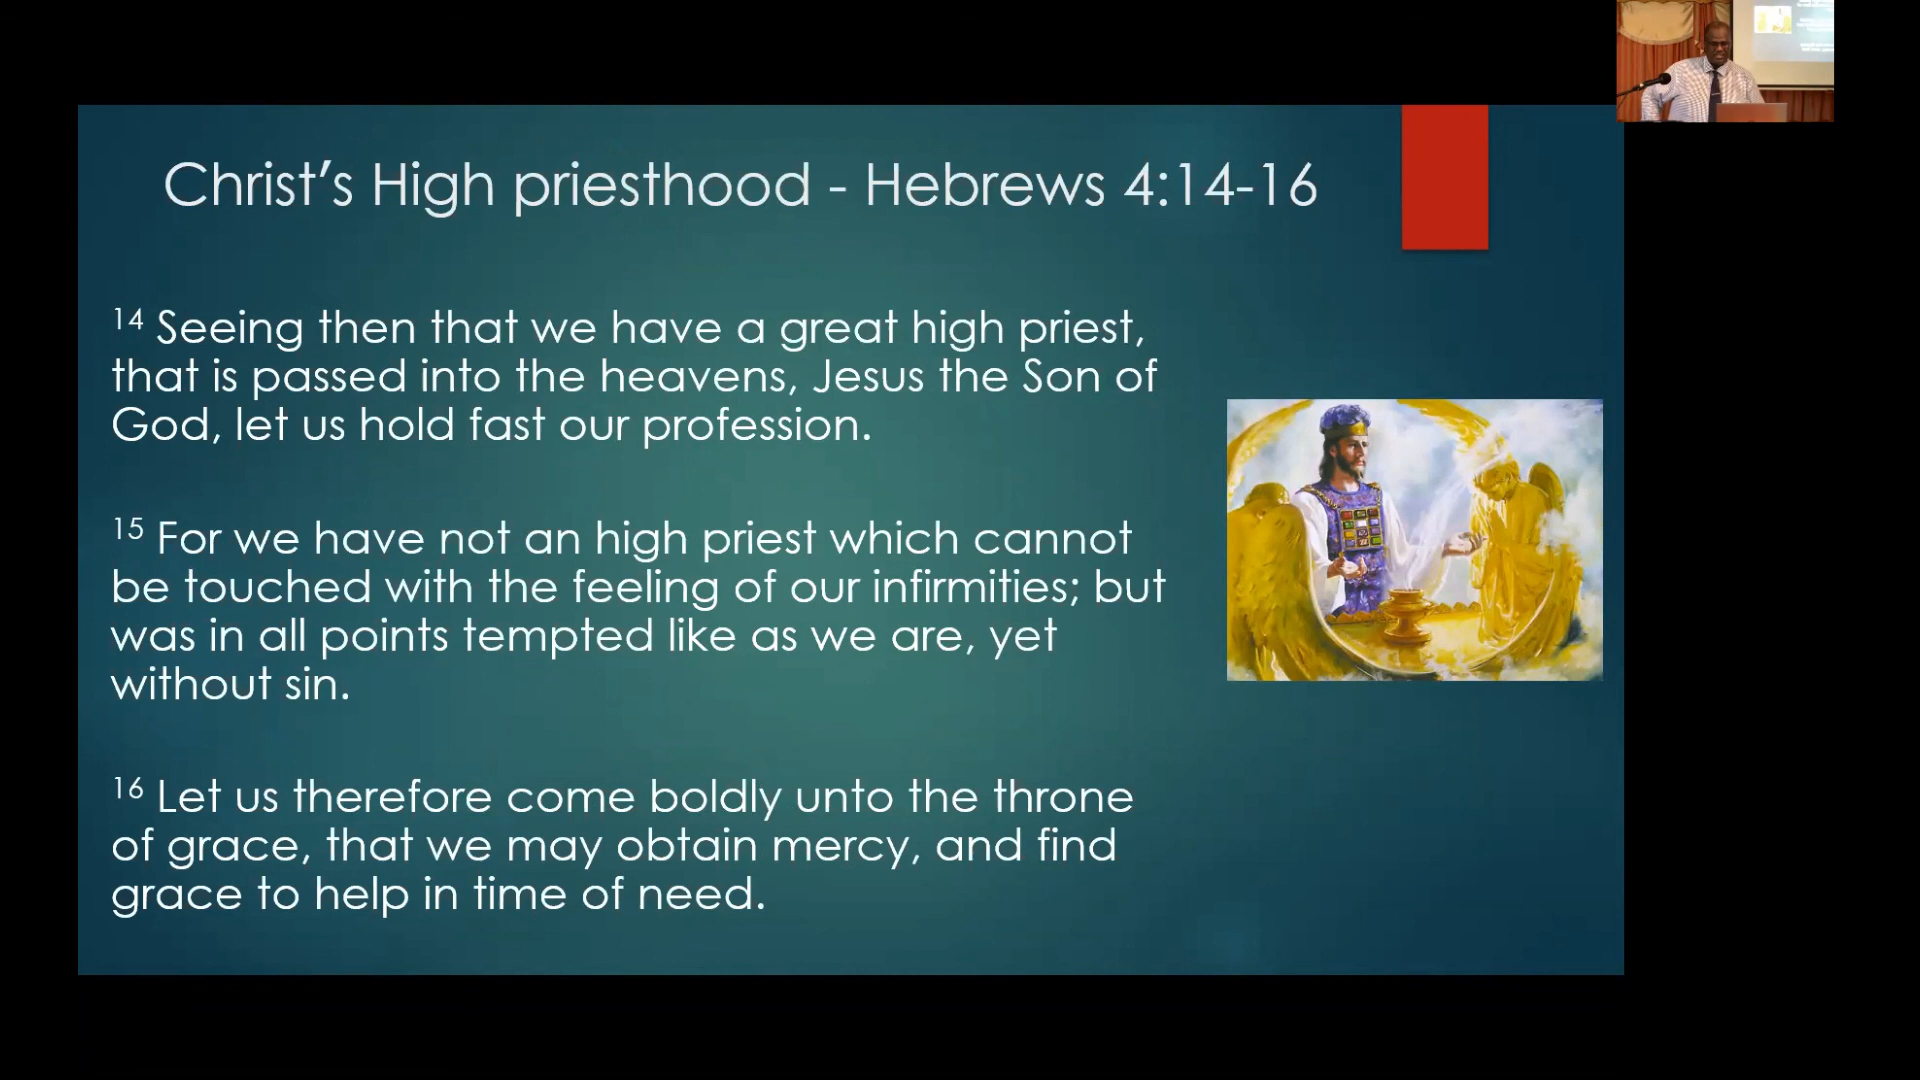 Christ's High priesthood - Hebrews 4:14-16
14 Seeing then that we have a great high priest,
that is passed into the heavens, Jesus the Son of
God, let us hold fast our profession.
15 For we have not an high priest which cannot
be touched with the feeling of our infirmities; but
was in all points tempted like as we are, yet
without sin.
16 Let us therefore come boldly unto the throne
of grace, that we may obtain mercy, and find
grace to help in time of need.